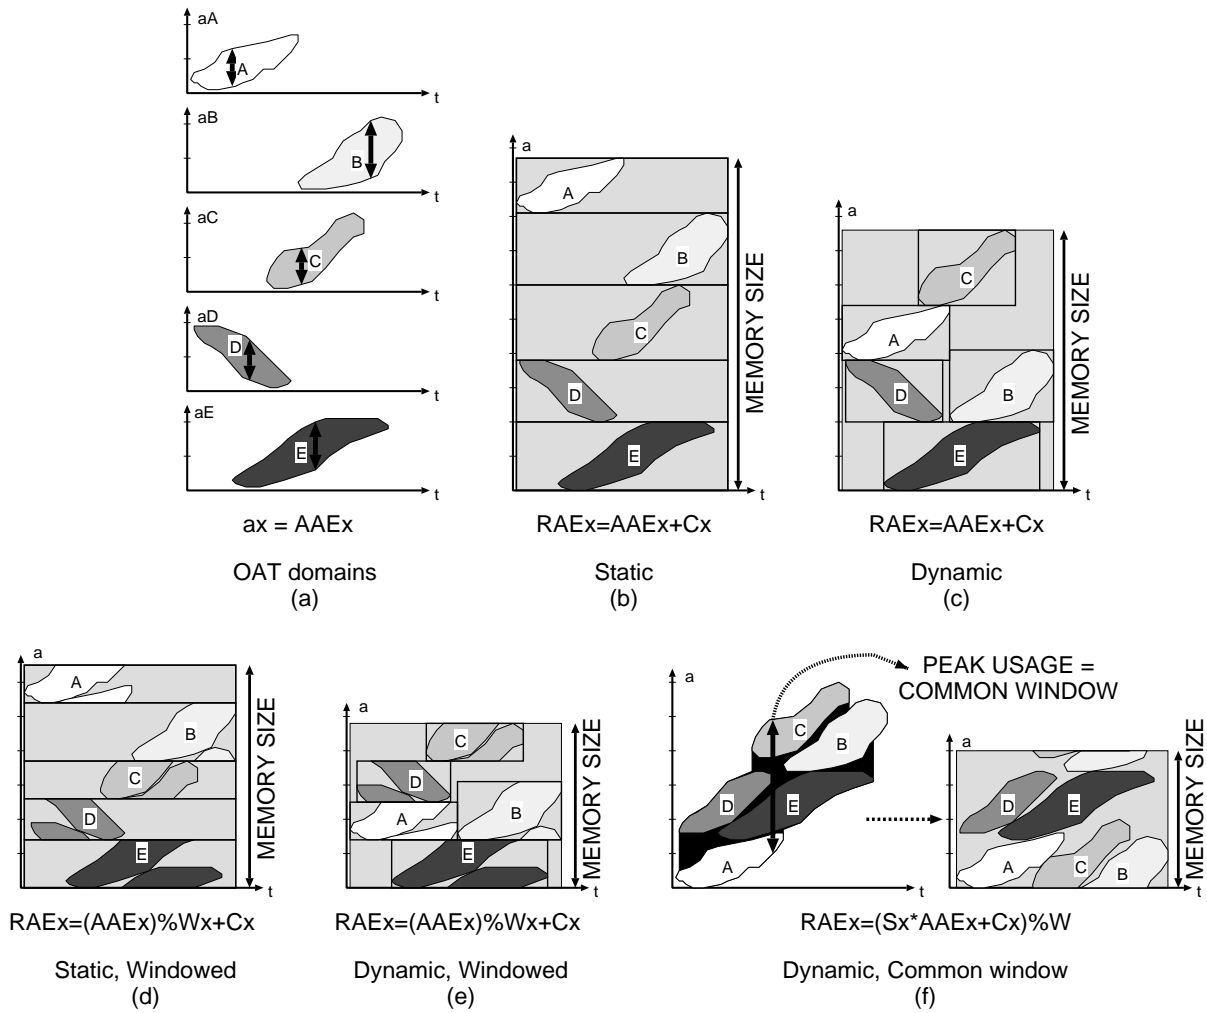 aA
A
t
aB
B
t
aC
C
t
aD
D
t
aE
E
t
ax = AAEx
OAT domains
(a)
a
A
B
C
D
E
t
MEMORY SIZE
RAEx=AAEx+Cx
Static
(b)
a
C
A
D
B
E
t
MEMORY SIZE
RAEx=AAEx+Cx
Dynamic
(c)
a
A
B
C
D
E
t
MEMORY SIZE
RAEx=(AAEx)%Wx+Cx
Static, Windowed
(d)
a
C
D
A
B
E
t
MEMORY SIZE
RAEx=(AAEx)%Wx+Cx
Dynamic, Windowed
(e)
a
PEAK USAGE =
COMMON WINDOW
C
B
D
E
A
t
a
D
E
A
C
B
t
MEMORY SIZE
RAEx=(Sx*AAEx+Cx)%W
Dynamic, Common window
(f)